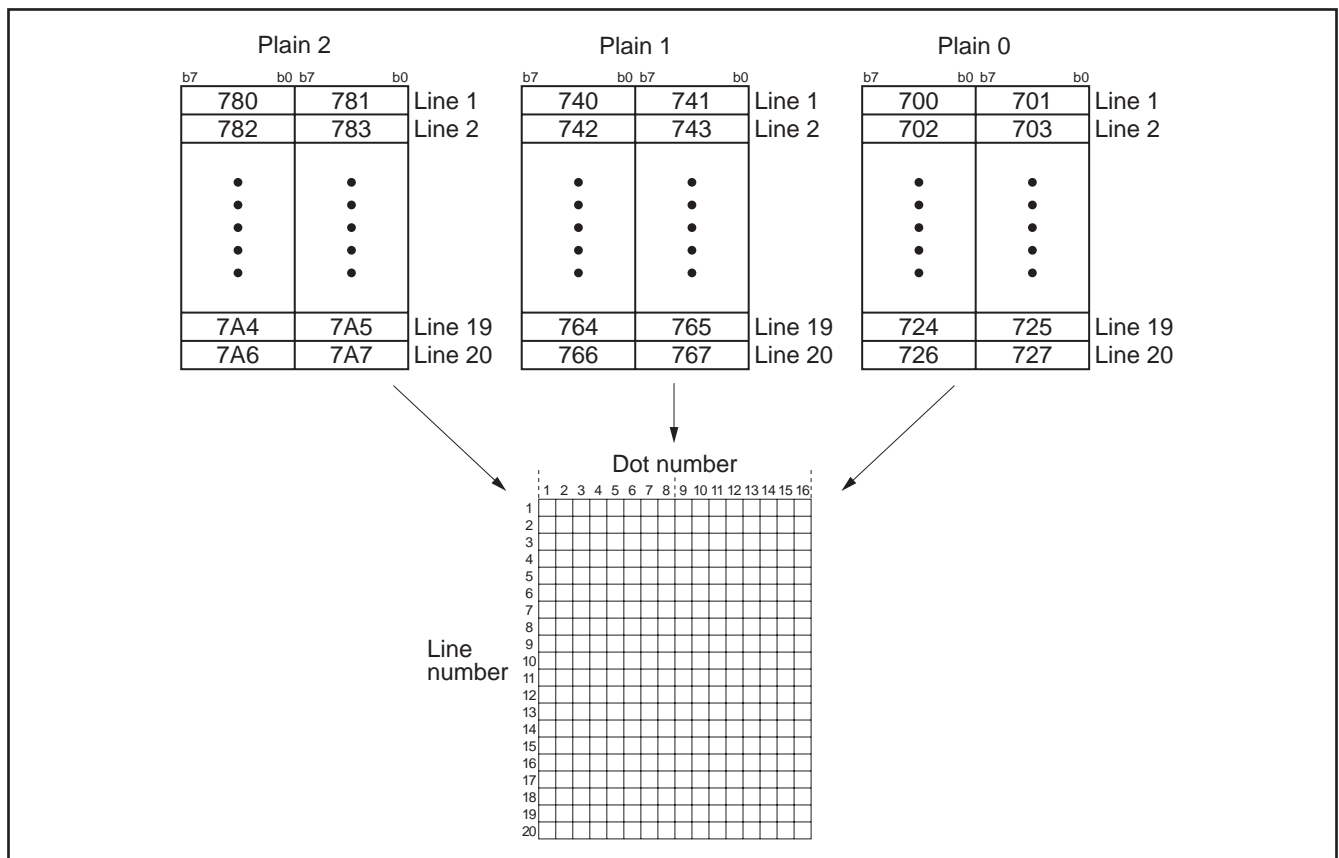 Plain 2 Plain 1 Plain 0
b7 b0 b7 b0 b7 b0 b7 b0 b7 b0 b7 b0
780 781 Line 1 740 741 Line 1 700 701 Line 1
782 783 Line 2 742 743 Line 2 702 703 Line 2
7A4 7A5 Line 19 764 765 Line 19 724 725 Line 19
7A6 7A7 Line 20 766 767 Line 20 726 727 Line 20
Dot number
1 2 3 4 5 6 7 8 9 10 11 12 13 14 15 16
1
2
3
4
5
6
7
8
9
Line
10
number
11
12
13
14
15
16
17
18
19
20